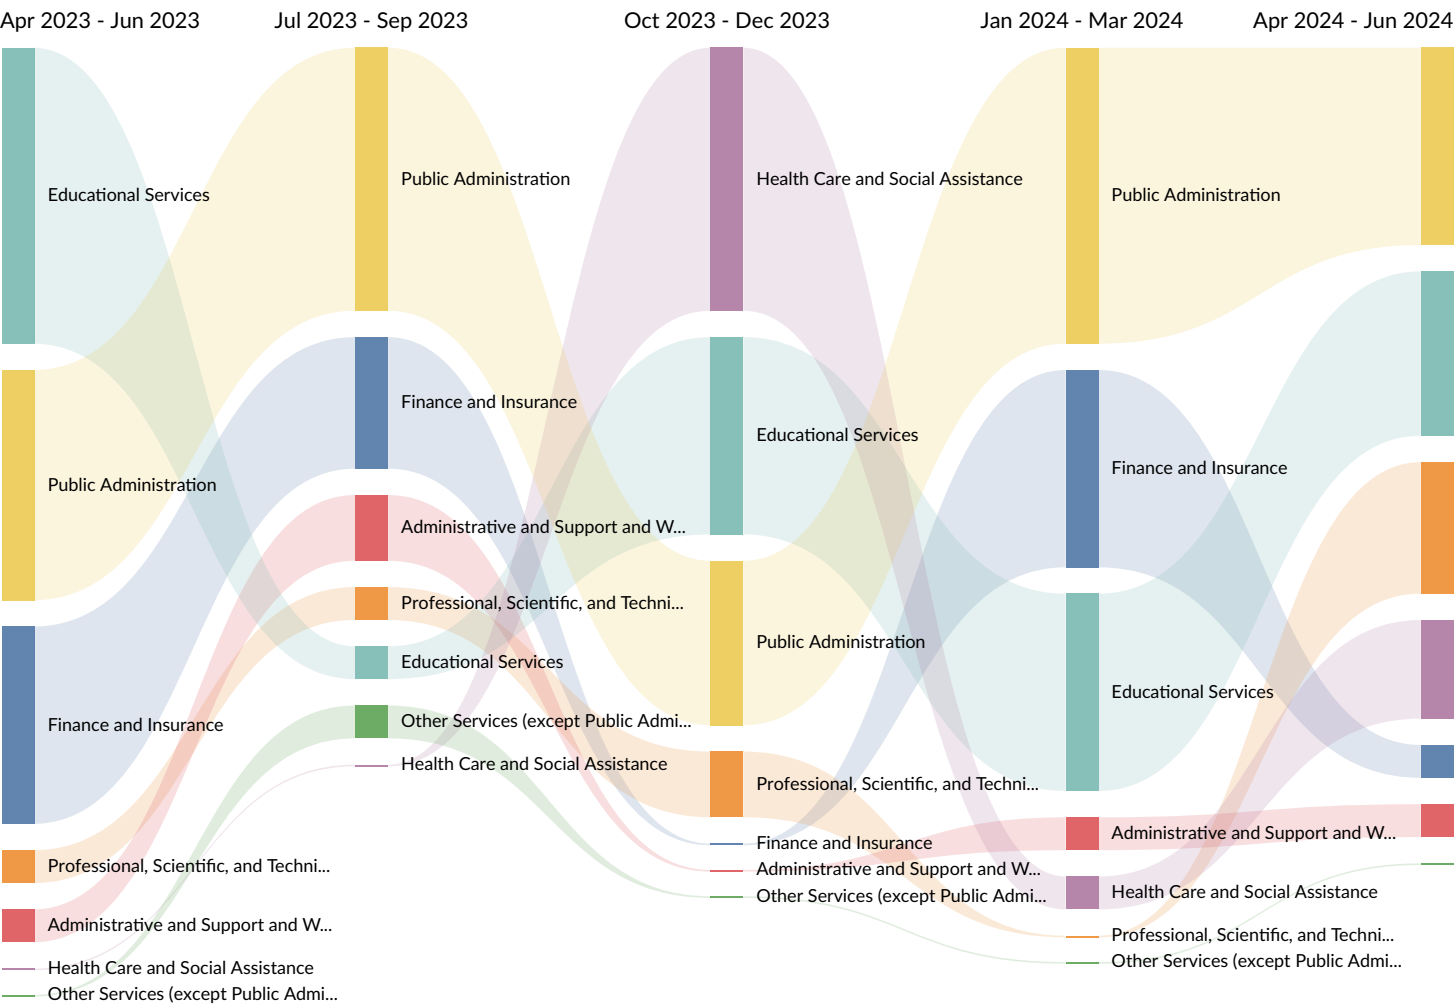 Apr 2023 - Jun 2023
Jul 2023 - Sep 2023
Oct 2023 - Dec 2023
Jan 2024 - Mar 2024
Apr 2024 - Jun 2024
Educational Services
Public Administration
Finance and Insurance
Professional, Scientific, and Techni...
Administrative and Support and W...
Health Care and Social Assistance
Other Services (except Public Admi...
Public Administration
Finance and Insurance
Administrative and Support and W...
Professional, Scientific, and Techni...
Educational Services
Other Services (except Public Admi...
Health Care and Social Assistance
Health Care and Social Assistance
Educational Services
Public Administration
Professional, Scientific, and Techni...
Finance and Insurance
Administrative and Support and W...
Other Services (except Public Admi...
Public Administration
Finance and Insurance
Educational Services
Administrative and Support and W...
Health Care and Social Assistance
Professional, Scientific, and Techni...
Other Services (except Public Admi...